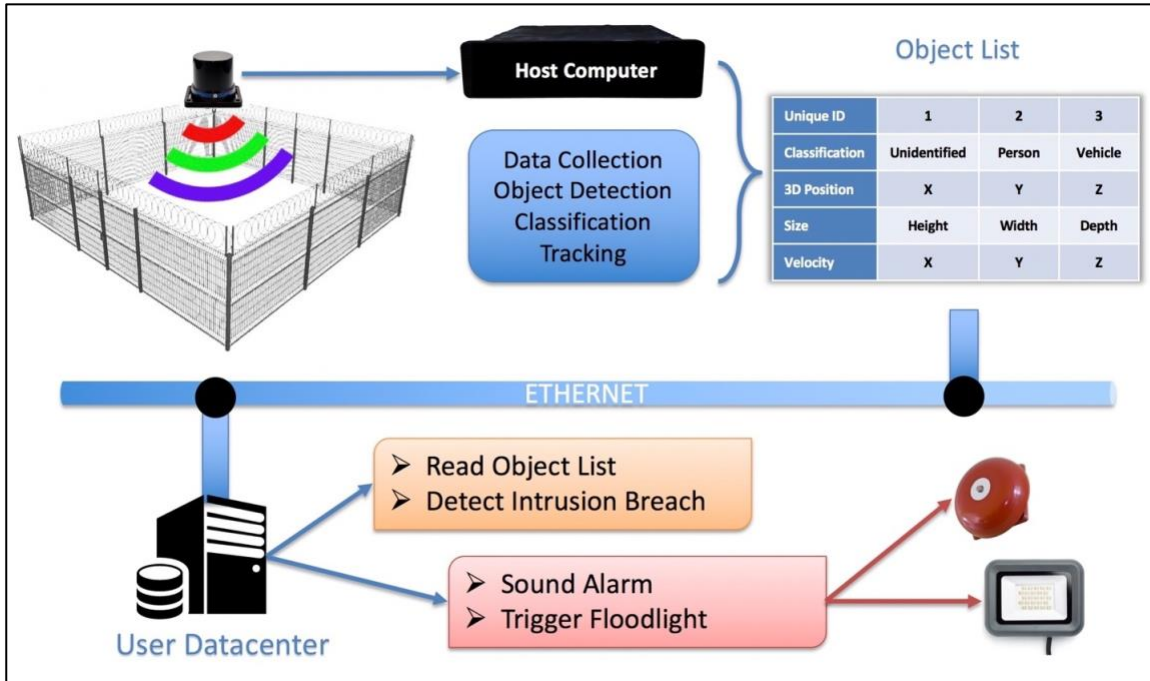 Host Computer
Data Collection
Object Detection
Classification
Tracking
Object List
Unique ID 1 2 3
Classification Unidentified Person Vehicle
3D Position X Y Z
Size Height Width Depth
Velocity X Y Z
ETHERNET
➢ Read Object List
➢ Detect Intrusion Breach
➢ Sound Alarm
➢ Trigger Floodlight
User Datacenter